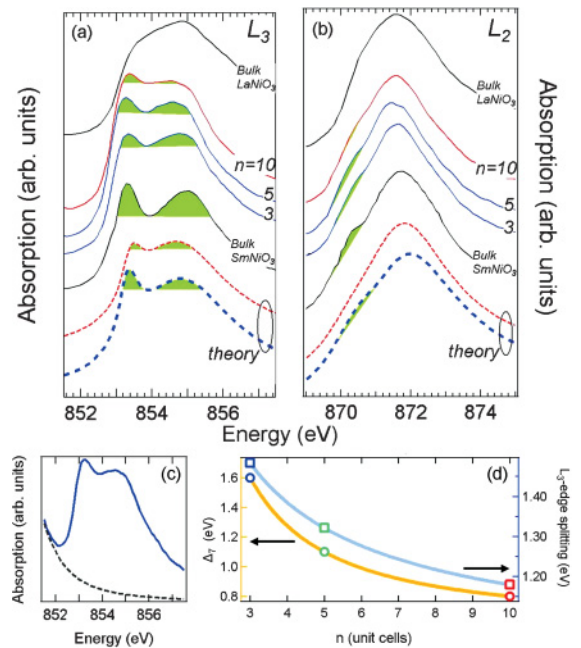 (a) L₃
Bulk
LaNiO₃
n=10
5
3
Bulk
SmNiO₃
theory
852 854 856
Absorption (arb. units)
(b) L₂
Bulk
LaNiO₃
n=10
5
3
Bulk
SmNiO₃
theory
870 872 874
Absorption (arb. units)
Energy (eV)
(c)
Absorption (arb. units)
852 854 856
Energy (eV)
(d)
1.6
1.4
1.2
1.0
0.8
Δ₇ (eV)
1.40
1.30
1.20
1.15
L₃-edge
splitting (eV)
3 4 5 6 7 8 9 10
n (unit cells)